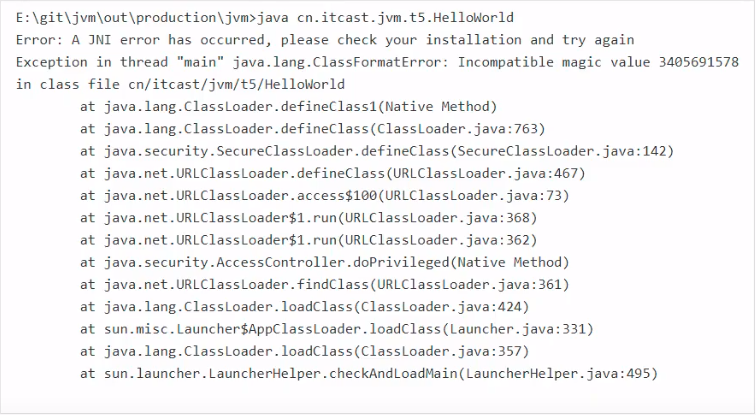 E:\git\jvm\out\production\jvm>java cn.itcast.jvm.t5.HelloWorld
Error: A JNI error has occurred, please check your installation and try again
Exception in thread "main" java.lang.ClassFormatError: Incompatible magic value 3405691578
in class file cn/itcast/jvm/t5/HelloWorld
at java.lang.ClassLoader.defineClass1(Native Method)
at java.lang.ClassLoader.defineClass(ClassLoader.java:763)
at java.security.SecureClassLoader.defineClass(SecureClassLoader.java:142)
at java.net.URLClassLoader.defineClass(URLClassLoader.java:467)
at java.net.URLClassLoader.access$100(URLClassLoader.java:73)
at java.net.URLClassLoader$1.run(URLClassLoader.java:368)
at java.net.URLClassLoader$1.run(URLClassLoader.java:362)
at java.security.AccessController.doPrivileged(Native Method)
at java.net.URLClassLoader.findClass(URLClassLoader.java:361)
at java.lang.ClassLoader.loadClass(ClassLoader.java:424)
at sun.misc.Launcher$AppClassLoader.loadClass(Launcher.java:331)
at java.lang.ClassLoader.loadClass(ClassLoader.java:357)
at sun.launcher.LauncherHelper.checkAndLoadMain(LauncherHelper.java:495)